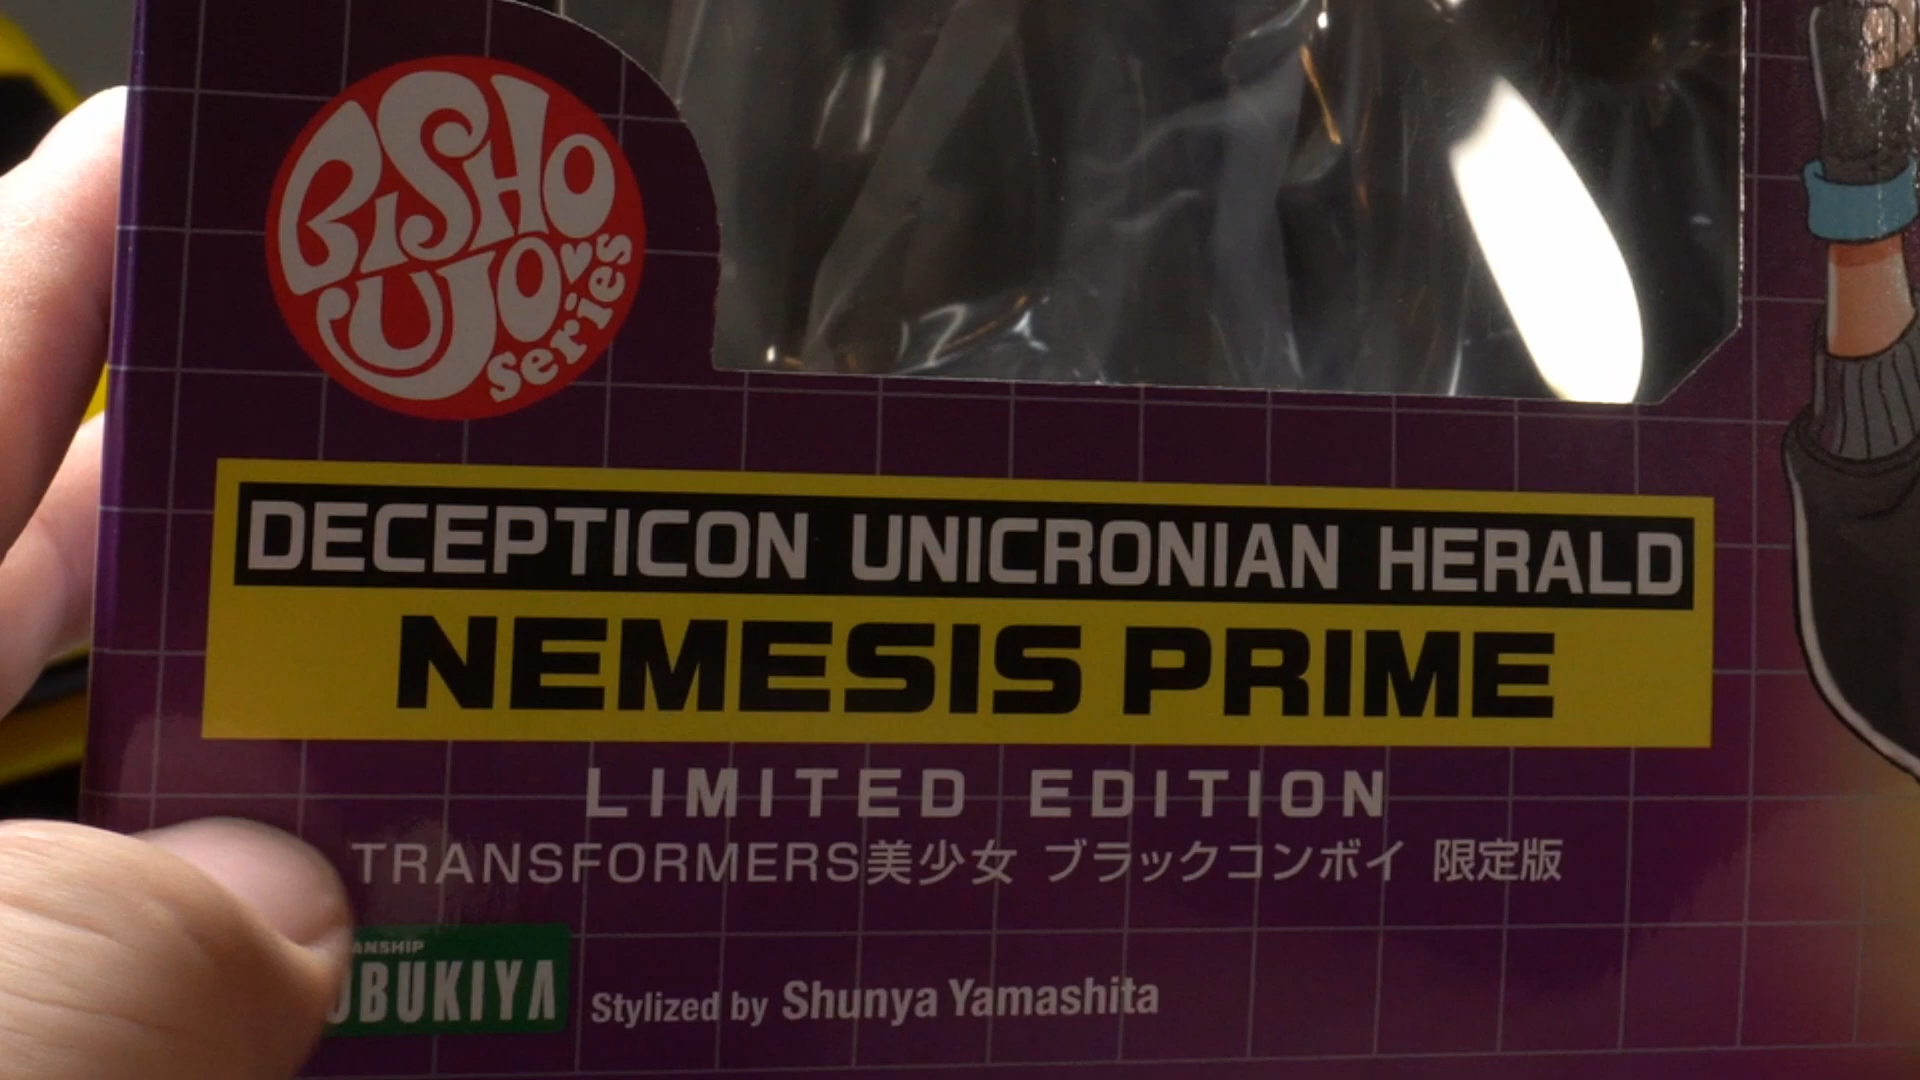 BISHOUJO series
DECEPTICON UNICRONIAN HERALD
NEMESIS PRIME
LIMITED EDITION
TRANSFORMERS美少女 ブラックコンボイ 限定版
Stylized by Shunya Yamashita